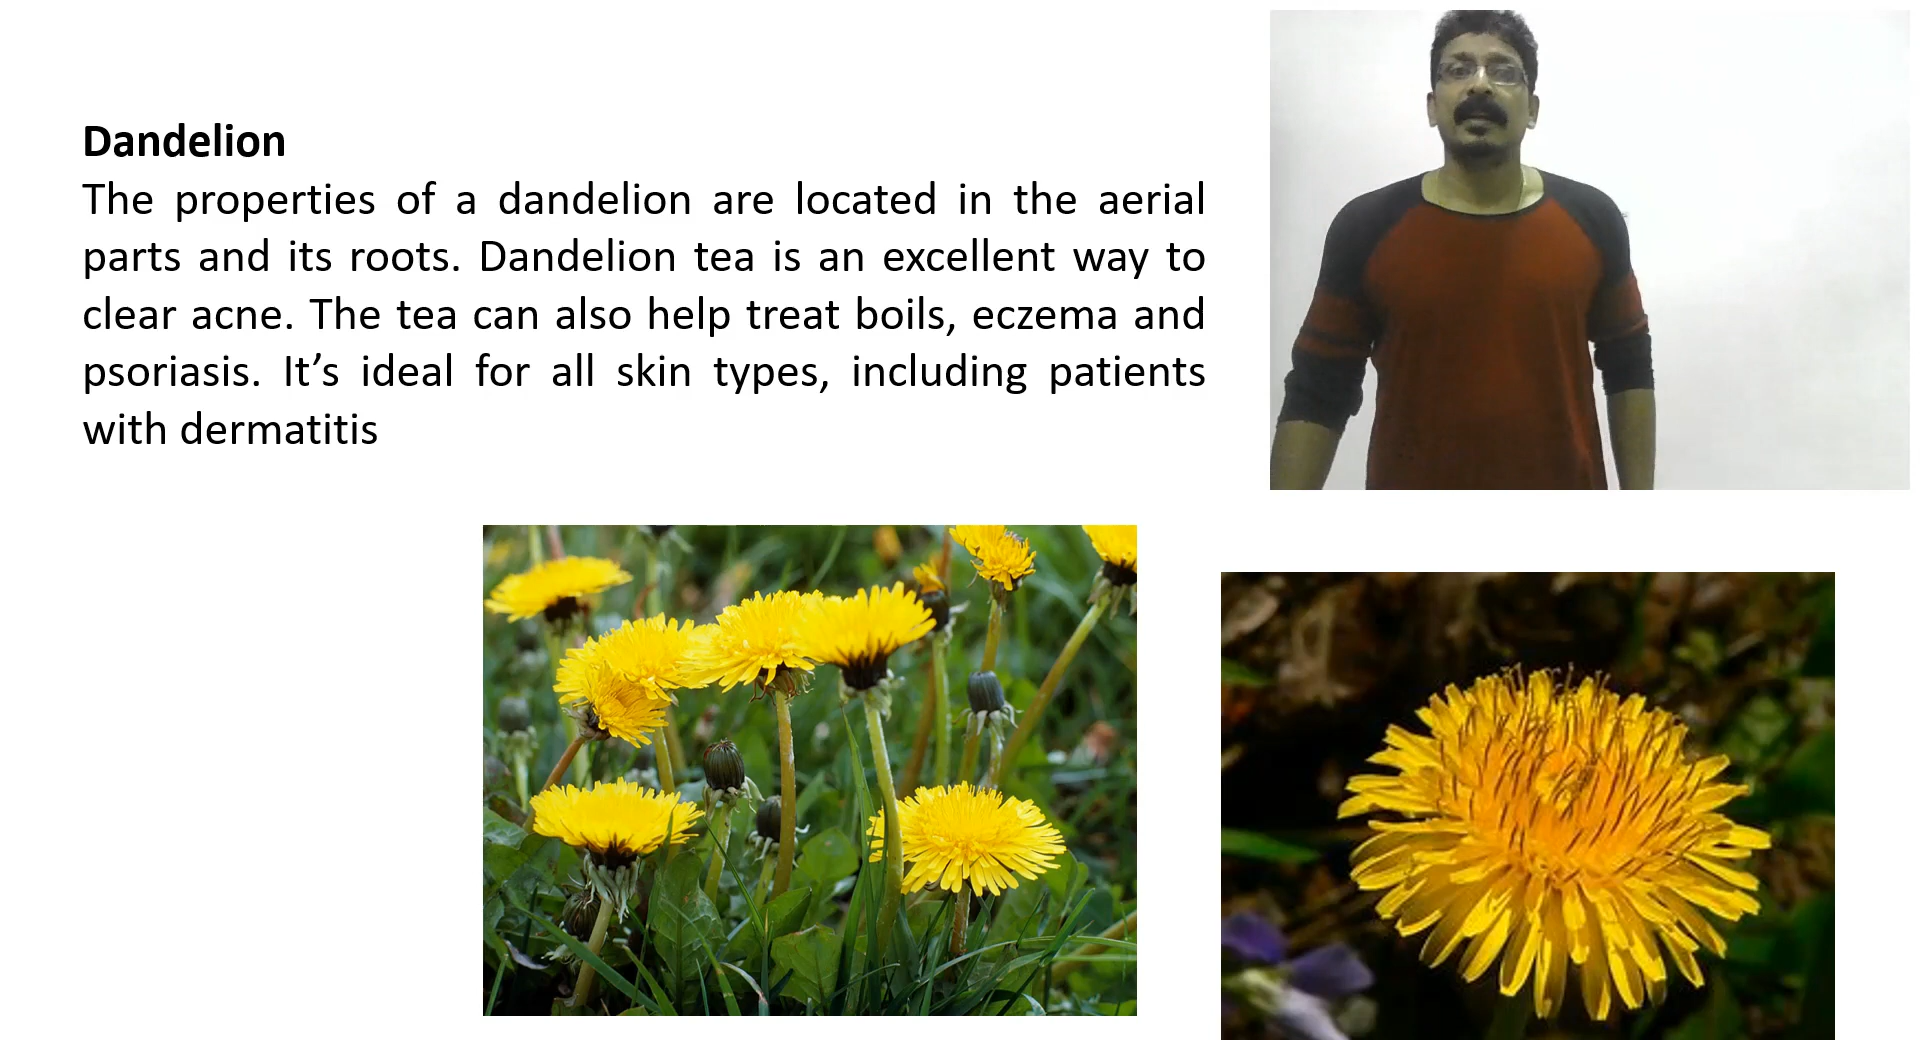 Dandelion
The properties of a dandelion are located in the aerial
parts and its roots. Dandelion tea is an excellent way to
clear acne. The tea can also help treat boils, eczema and
psoriasis. It’s ideal for all skin types, including patients
with dermatitis